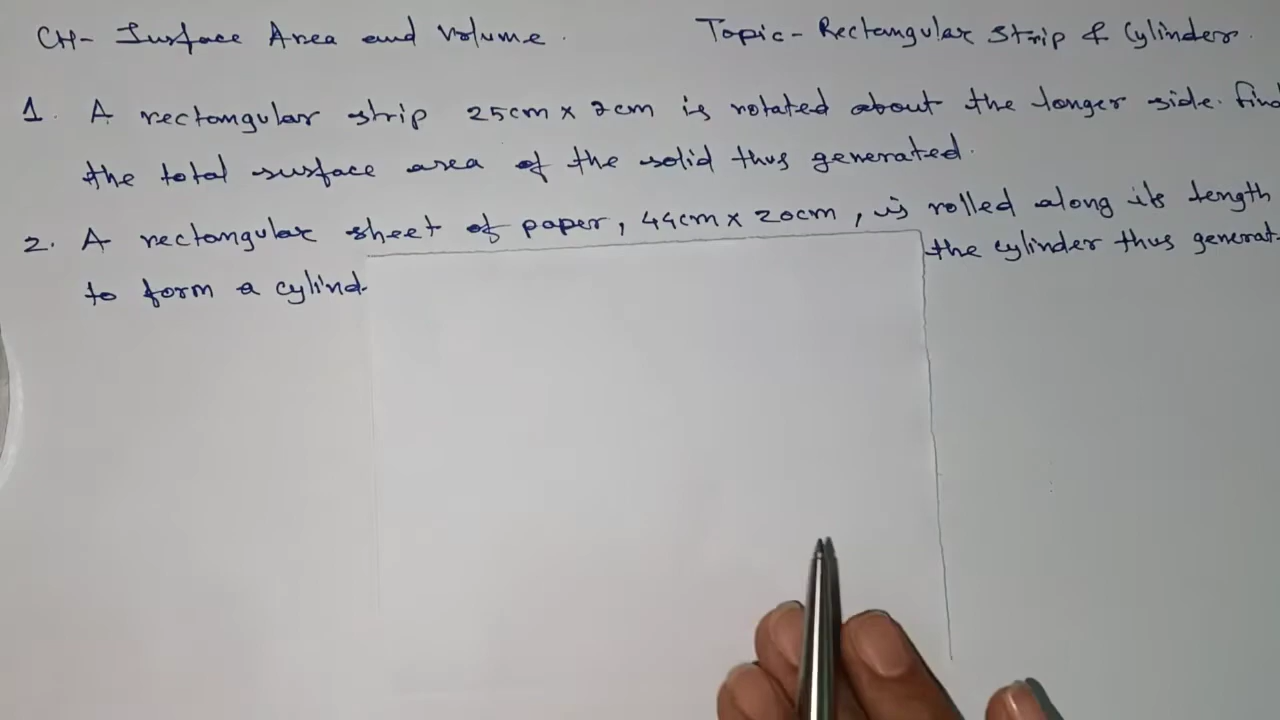 CH- Surface Area and Volume. Topic- Rectangular Strip & Cylinder.
1. A rectangular strip 25cm x 2cm is rotated about the longer side. Find
the total surface area of the solid thus generated.
2. A rectangular sheet of paper, 44cm x 20cm, is rolled along its length
to form a cylind the cylinder thus generat